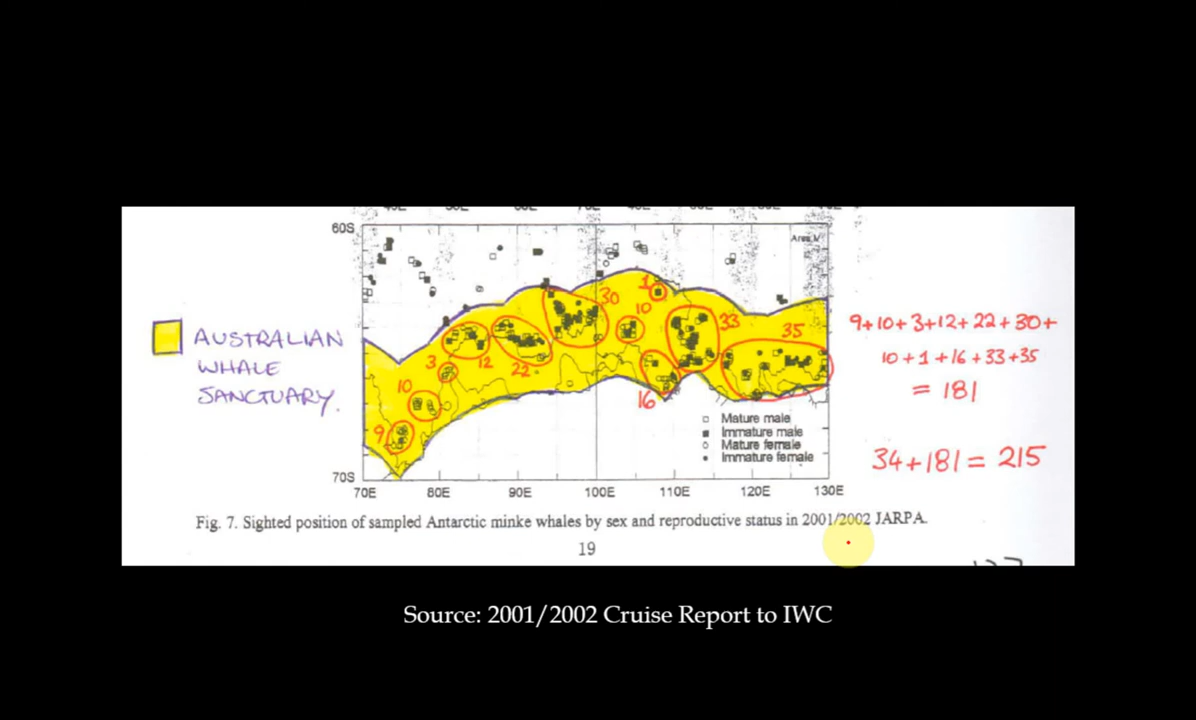 60S
Area IV
1
30
10
33
35
3
12
22
10
16
9
AUSTRALIAN
WHALE
SANCTUARY.
9+10+3+12+22+30+
10+1+16+33+35
= 181
34+181= 215
Mature male
Immature male
Mature female
Immature female
70S
70E 80E 90E 100E 110E 120E 130E
Fig. 7. Sighted position of sampled Antarctic minke whales by sex and reproductive status in 2001/2002 JARPA.
19
Source: 2001/2002 Cruise Report to IWC